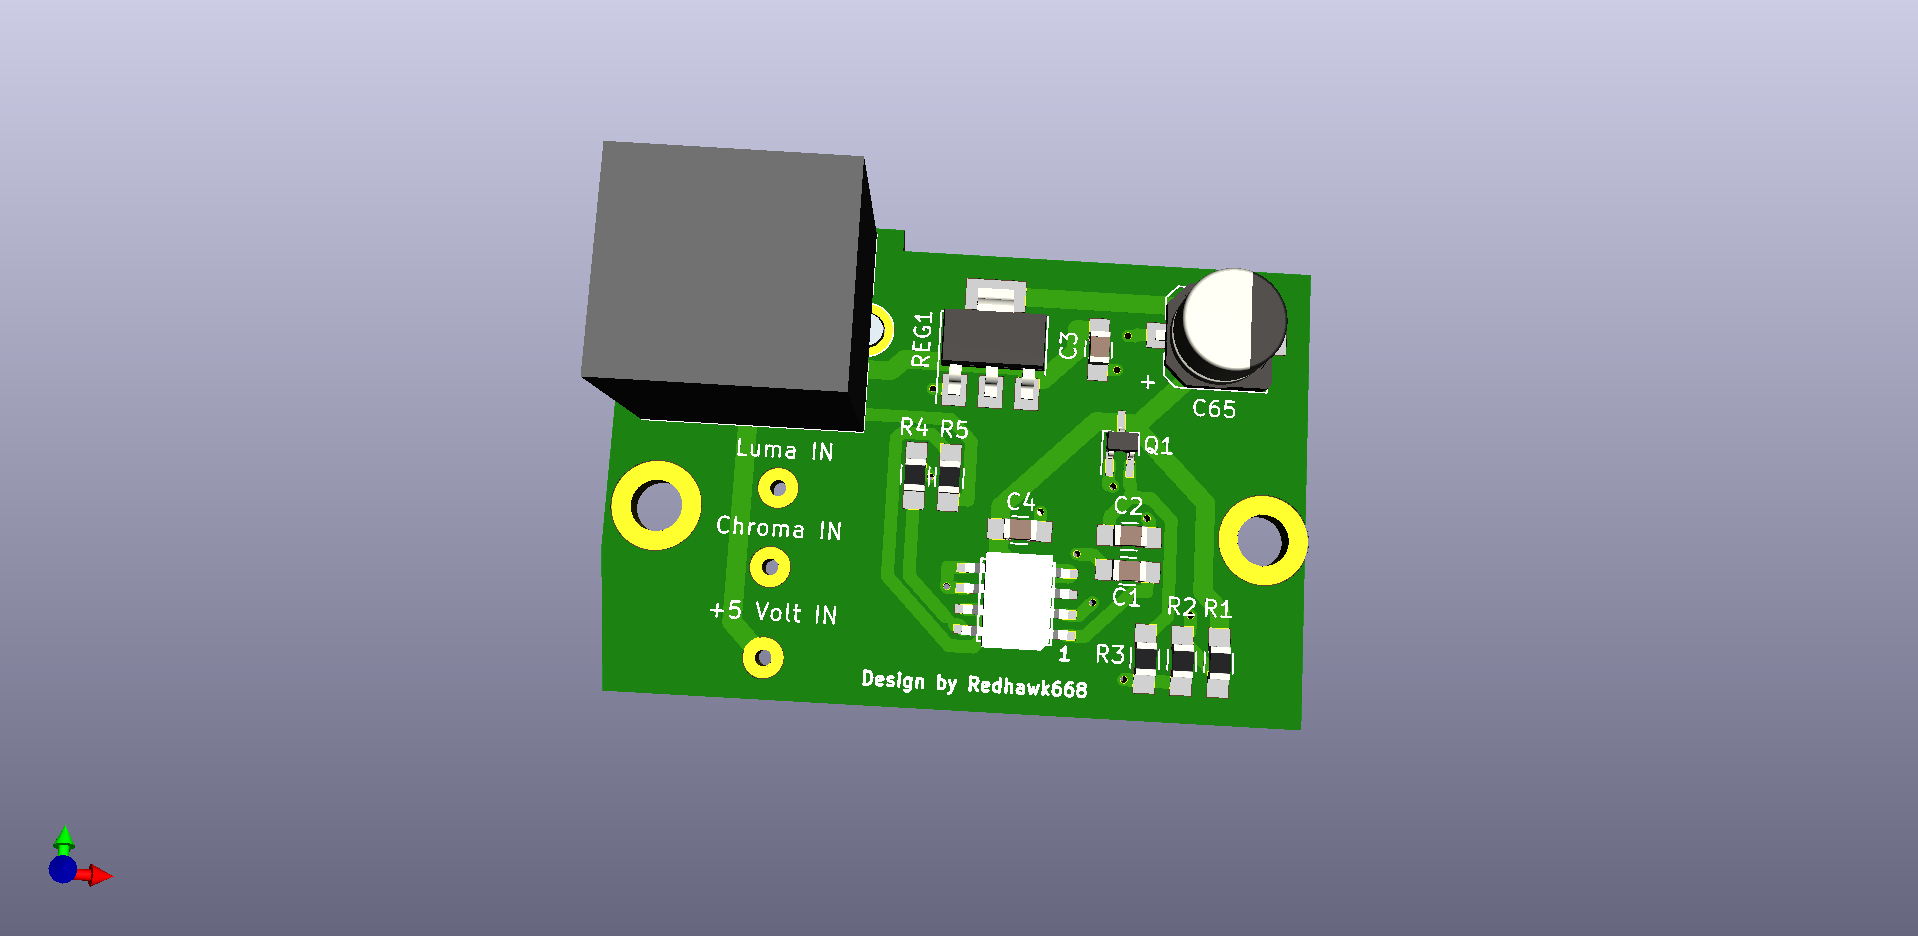 REG1
C3
+
C65
R4 R5
Q1
Luma IN
H
C4
C2
Chroma IN
C1
+5 Volt IN
R2 R1
R3
1
Design by Redhawk668